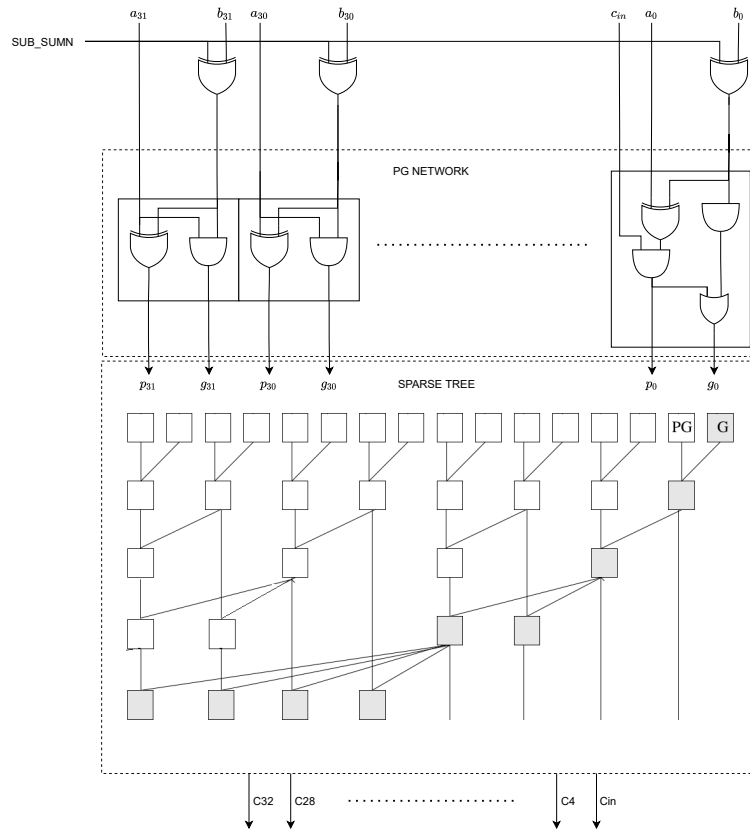 a31 b31 a30 b30 cin a0 b0
SUB_SUMN
PG NETWORK
p31 g31 p30 g30 p0 g0
SPARSE TREE
PG G
C32 C28 C4 Cin